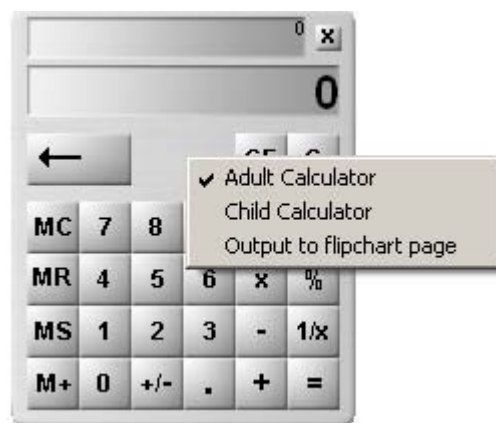 0
x
0
←
✓ Adult Calculator
Child Calculator
Output to flipchart page
MC 7 8
MR 4 5 6 x %
MS 1 2 3 - 1/x
M+ 0 +/- . + =